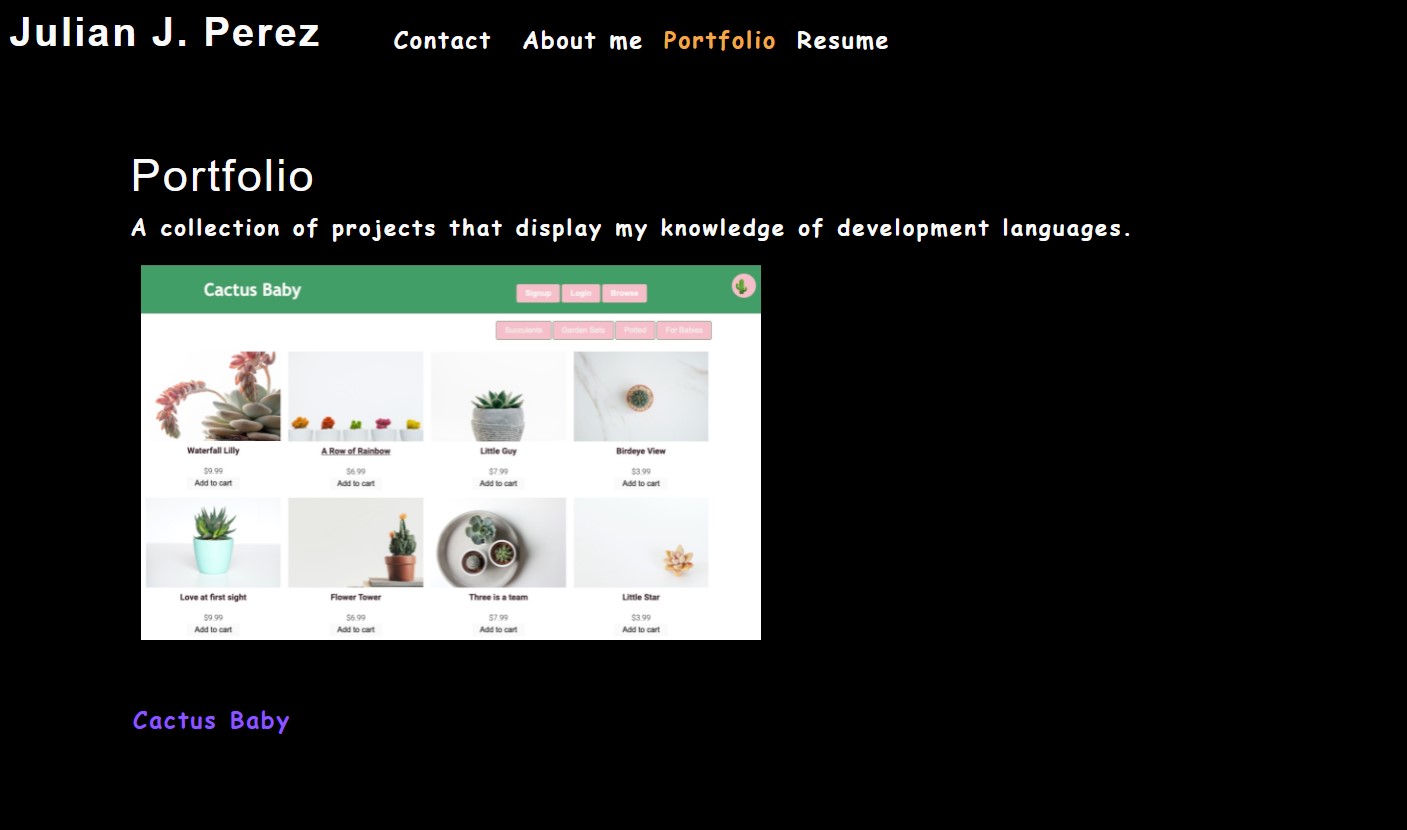 Julian J. Perez Contact About me Portfolio Resume
Portfolio
A collection of projects that display my knowledge of development languages.
Cactus Baby Signup Login Browse
Succulents Garden Sets Potted For Babies
Waterfall Lilly A Row of Rainbow Little Guy Birdeye View
$9.99 $6.99 $7.99 $3.99
Add to cart Add to cart Add to cart Add to cart
Love at first sight Flower Tower Three is a team Little Star
$9.99 $6.99 $7.99 $3.99
Add to cart Add to cart Add to cart Add to cart
Cactus Baby